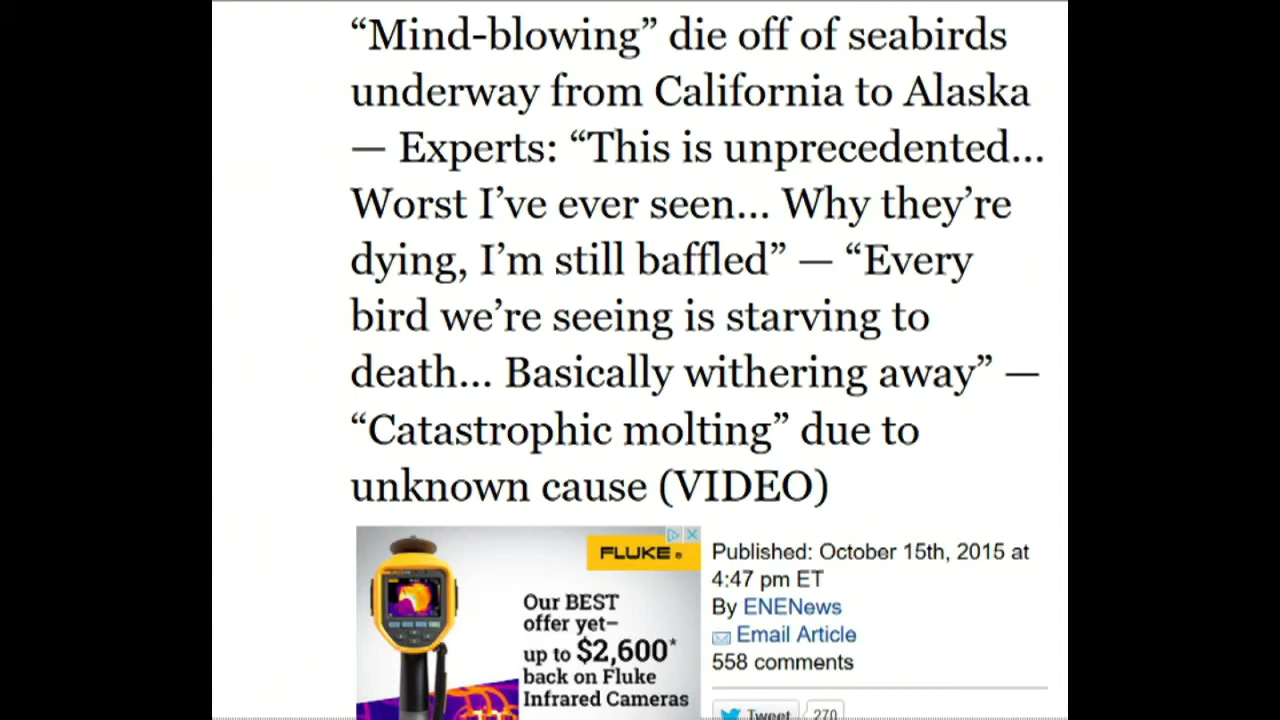 “Mind-blowing” die off of seabirds
underway from California to Alaska
— Experts: “This is unprecedented...
Worst I’ve ever seen... Why they’re
dying, I’m still baffled” — “Every
bird we’re seeing is starving to
death... Basically withering away” —
“Catastrophic molting” due to
unknown cause (VIDEO)
FLUKE®
Our BEST
offer yet–
up to $2,600*
back on Fluke
Infrared Cameras
Published: October 15th, 2015 at
4:47 pm ET
By ENENews
Email Article
558 comments
Tweet 270